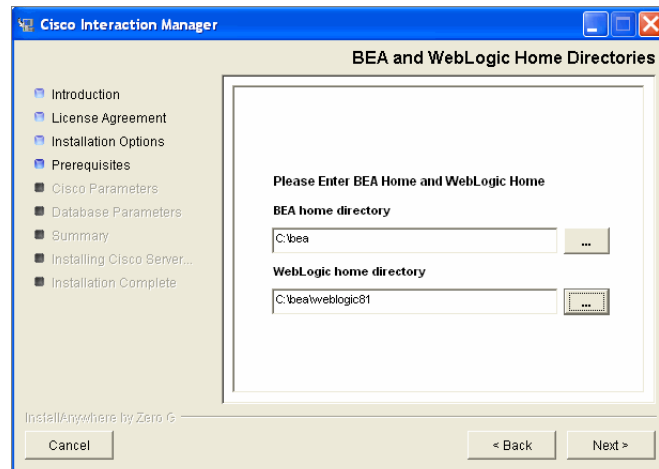 Cisco Interaction Manager
BEA and WebLogic Home Directories
Introduction
License Agreement
Installation Options
Prerequisites
Cisco Parameters
Database Parameters
Summary
Installing Cisco Server...
Installation Complete
Please Enter BEA Home and WebLogic Home
BEA home directory
C:\bea
...
WebLogic home directory
C:\bea\weblogic81
...
InstallAnywhere by Zero G
Cancel
< Back
Next >